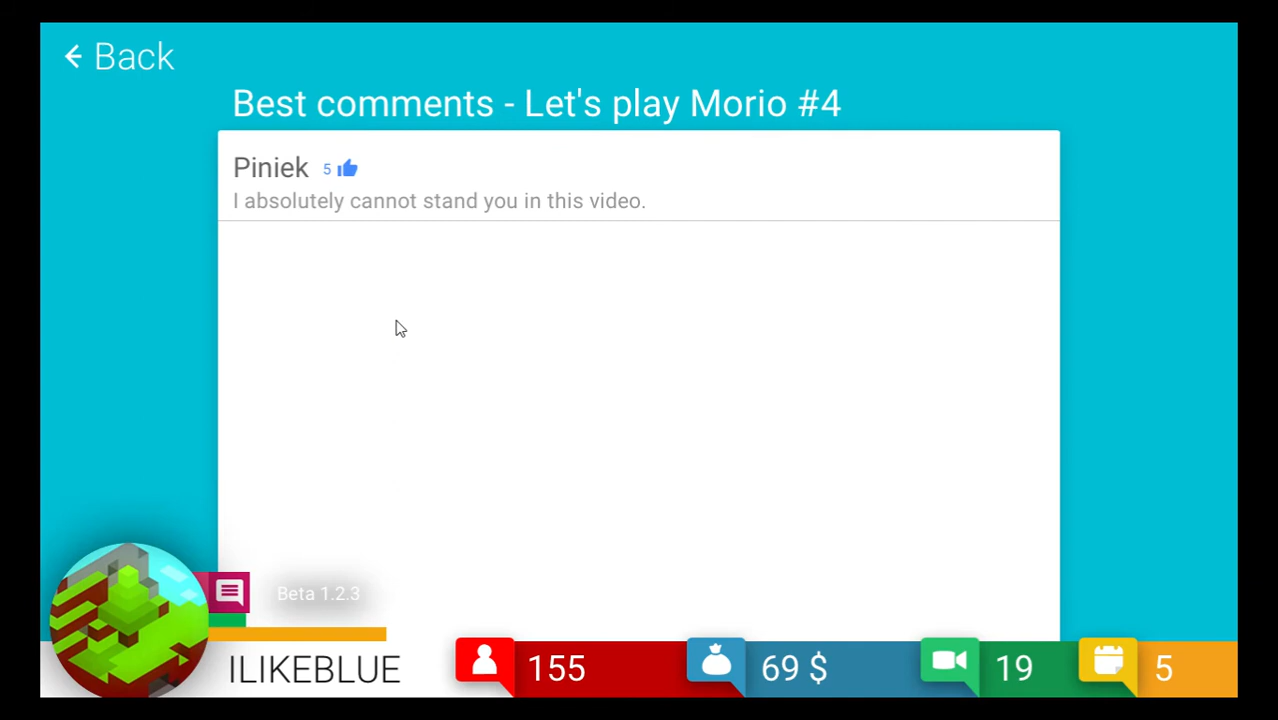 Back
Best comments - Let's play Morio #4
Piniek 5
I absolutely cannot stand you in this video.
Beta 1.2.3
ILIKEBLUE 155 69 $ 19 5